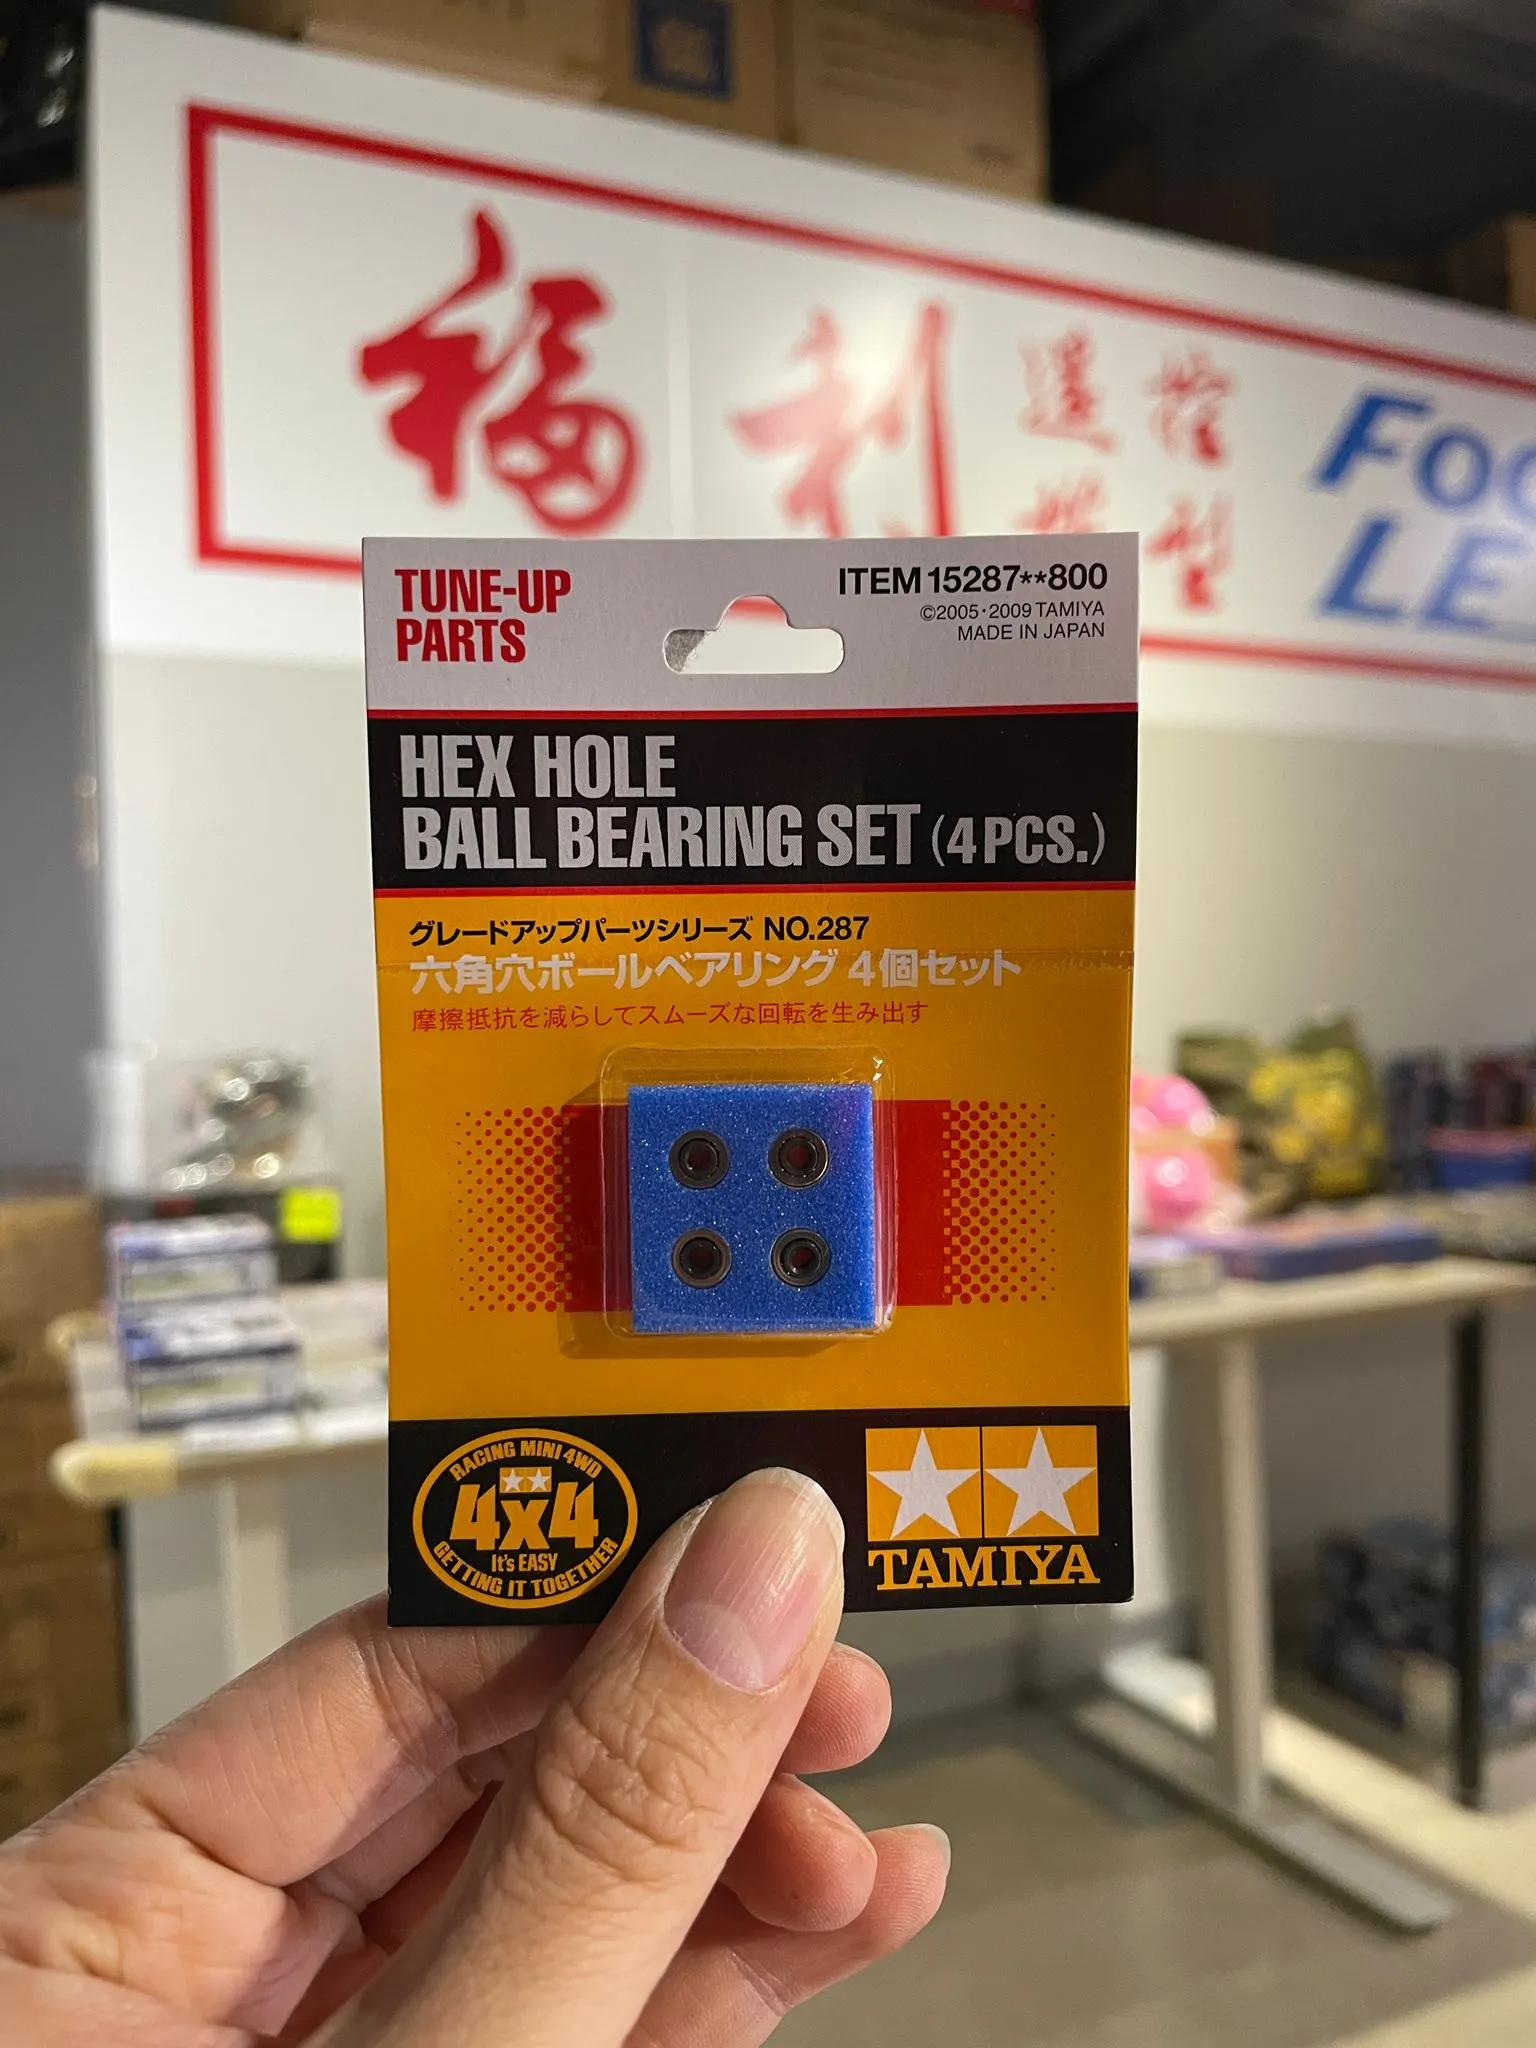 福利 遙控
模型
FOO
LE
TUNE-UP
PARTS
ITEM 15287**800
©2005・2009 TAMIYA
MADE IN JAPAN
HEX HOLE
BALL BEARING SET (4PCS.)
グレードアップパーツシリーズ NO.287
六角穴ボールベアリング 4個セット
摩擦抵抗を減らしてスムーズな回転を生み出す
RACING MINI 4WD
4x4
It's EASY
GETTING IT TOGETHER
TAMIYA